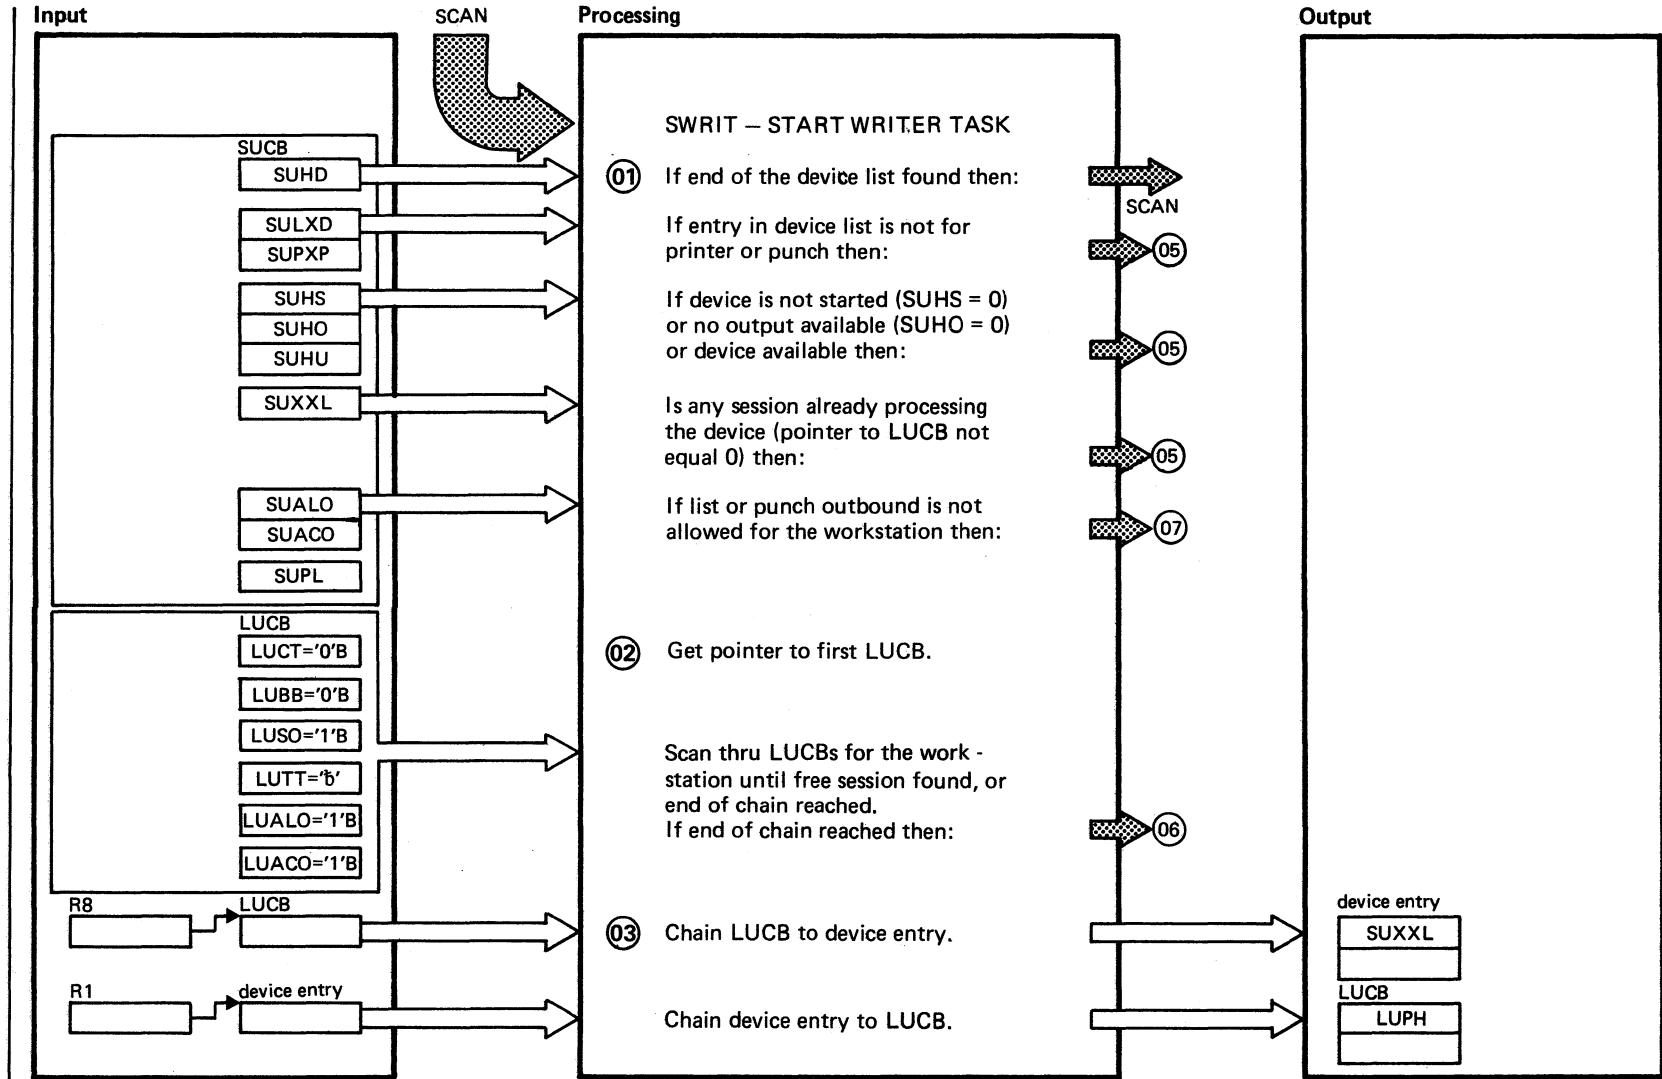 Input
SCAN
Processing
Output
SWRIT – START WRITER TASK
SUCB
SUHD
01 If end of the device list found then:
SCAN
SULXD
SUPXP
If entry in device list is not for
printer or punch then:
05
SUHS
SUHO
SUHU
If device is not started (SUHS = 0)
or no output available (SUHO = 0)
or device available then:
05
SUXXL
Is any session already processing
the device (pointer to LUCB not
equal 0) then:
05
SUALO
SUACO
SUPL
If list or punch outbound is not
allowed for the workstation then:
07
LUCB
LUCT='0'B
LUBB='0'B
LUSO='1'B
LUTT='ƀ'
LUALO='1'B
LUACO='1'B
02 Get pointer to first LUCB.
Scan thru LUCBs for the work -
station until free session found, or
end of chain reached.
If end of chain reached then:
06
R8
LUCB
03 Chain LUCB to device entry.
device entry
SUXXL
R1
device entry
Chain device entry to LUCB.
LUCB
LUPH